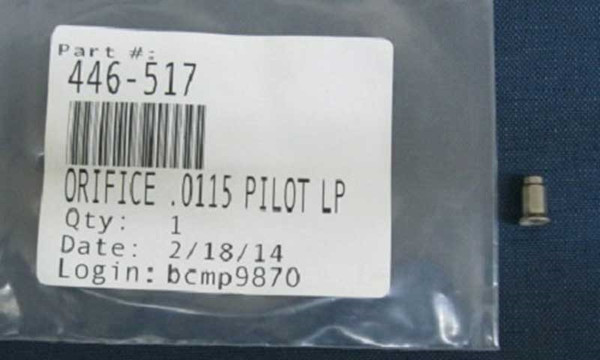 Part #:
446-517
ORIFICE .0115 PILOT LP
Qty: 1
Date: 2/18/14
Login: bcmp9870